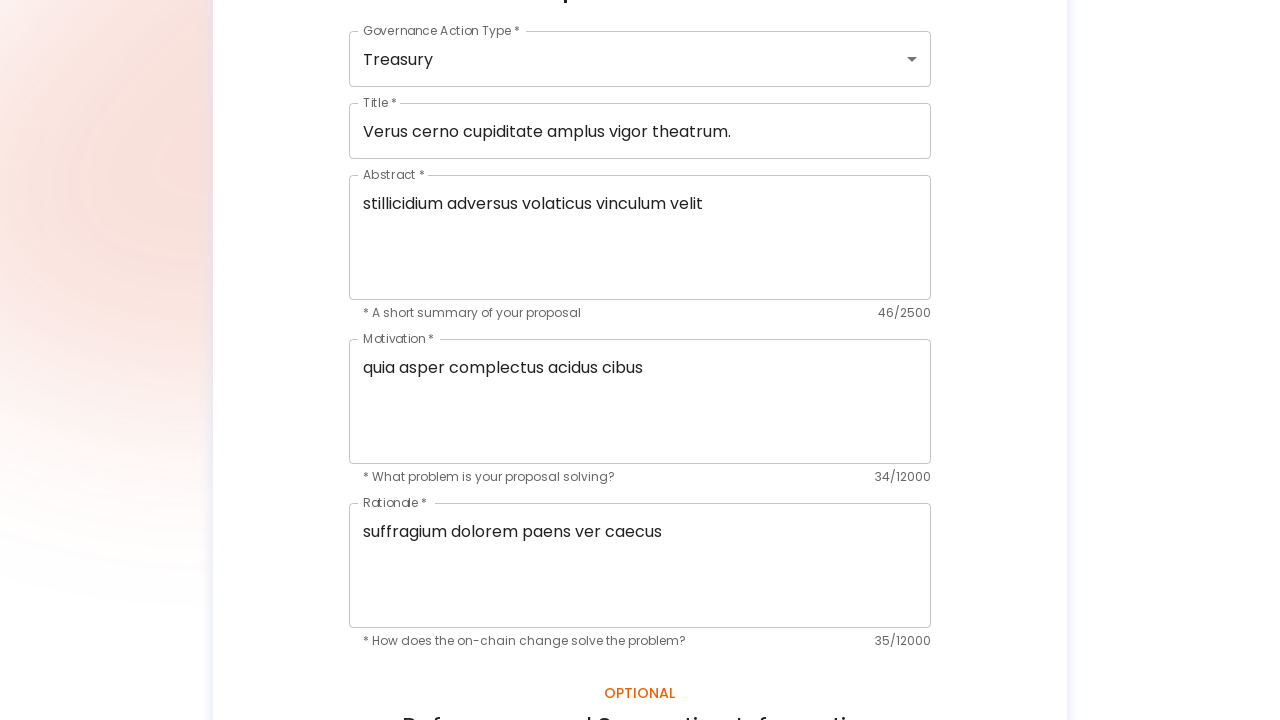 Governance Action Type *
Treasury
Title *
Verus cerno cupiditate amplus vigor theatrum.
Abstract *
stillicidium adversus volaticus vinculum velit
* A short summary of your proposal 46/2500
Motivation *
quia asper complectus acidus cibus
* What problem is your proposal solving? 34/12000
Rationale *
suffragium dolorem paens ver caecus
* How does the on-chain change solve the problem? 35/12000
OPTIONAL